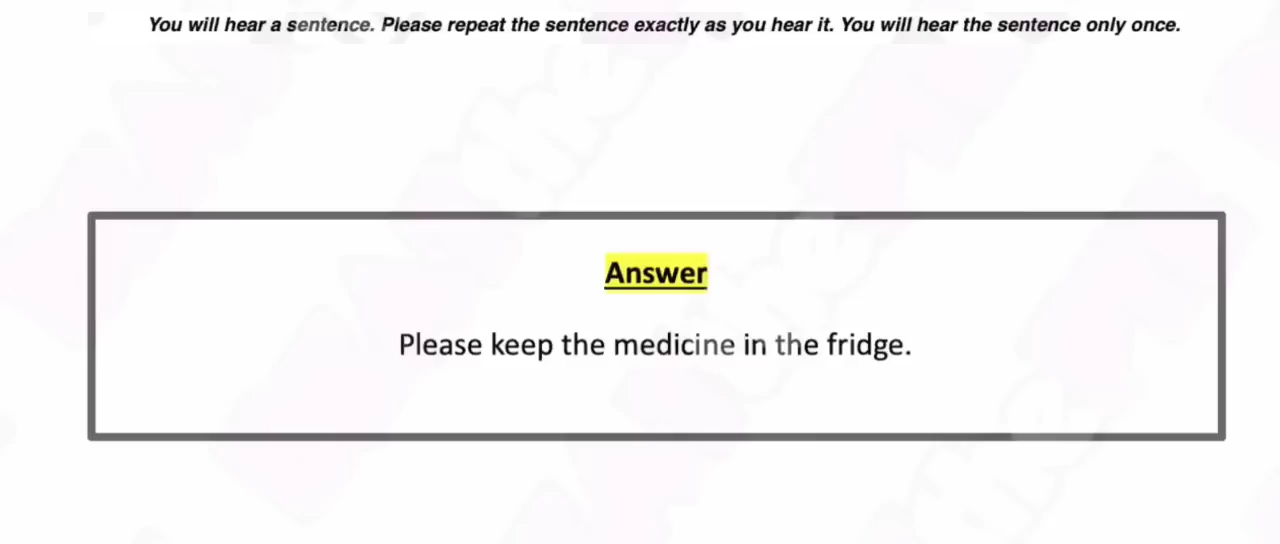 You will hear a sentence. Please repeat the sentence exactly as you hear it. You will hear the sentence only once.
Answer
Please keep the medicine in the fridge.